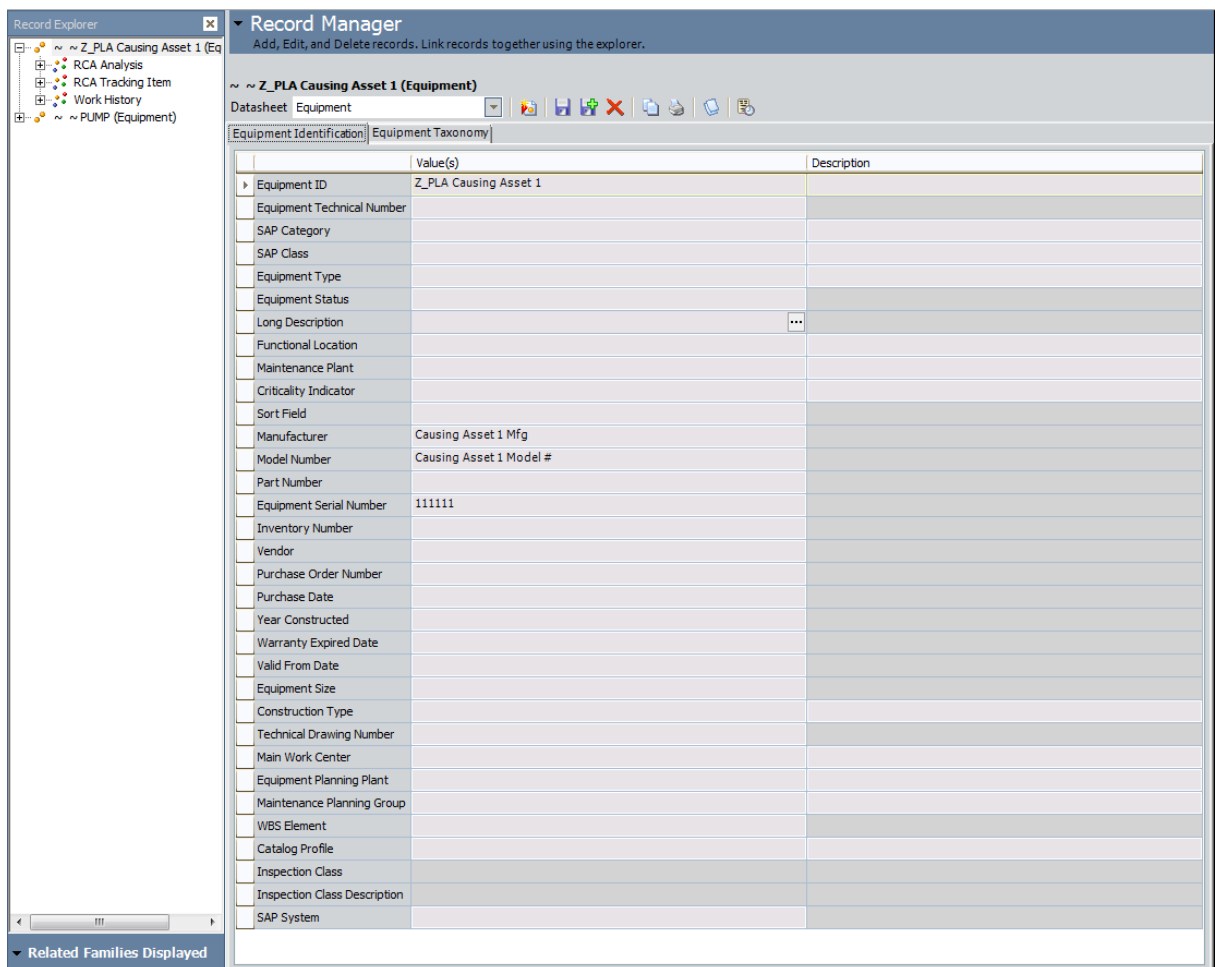 Record Explorer
~ ~ Z_PLA Causing Asset 1 (Eq
RCA Analysis
RCA Tracking Item
Work History
~ ~ PUMP (Equipment)
Related Families Displayed
Record Manager
Add, Edit, and Delete records. Link records together using the explorer.
~ ~ Z_PLA Causing Asset 1 (Equipment)
Datasheet Equipment
Equipment Identification Equipment Taxonomy
Value(s) Description
Equipment ID Z_PLA Causing Asset 1
Equipment Technical Number
SAP Category
SAP Class
Equipment Type
Equipment Status
Long Description ...
Functional Location
Maintenance Plant
Criticality Indicator
Sort Field
Manufacturer Causing Asset 1 Mfg
Model Number Causing Asset 1 Model #
Part Number
Equipment Serial Number 111111
Inventory Number
Vendor
Purchase Order Number
Purchase Date
Year Constructed
Warranty Expired Date
Valid From Date
Equipment Size
Construction Type
Technical Drawing Number
Main Work Center
Equipment Planning Plant
Maintenance Planning Group
WBS Element
Catalog Profile
Inspection Class
Inspection Class Description
SAP System